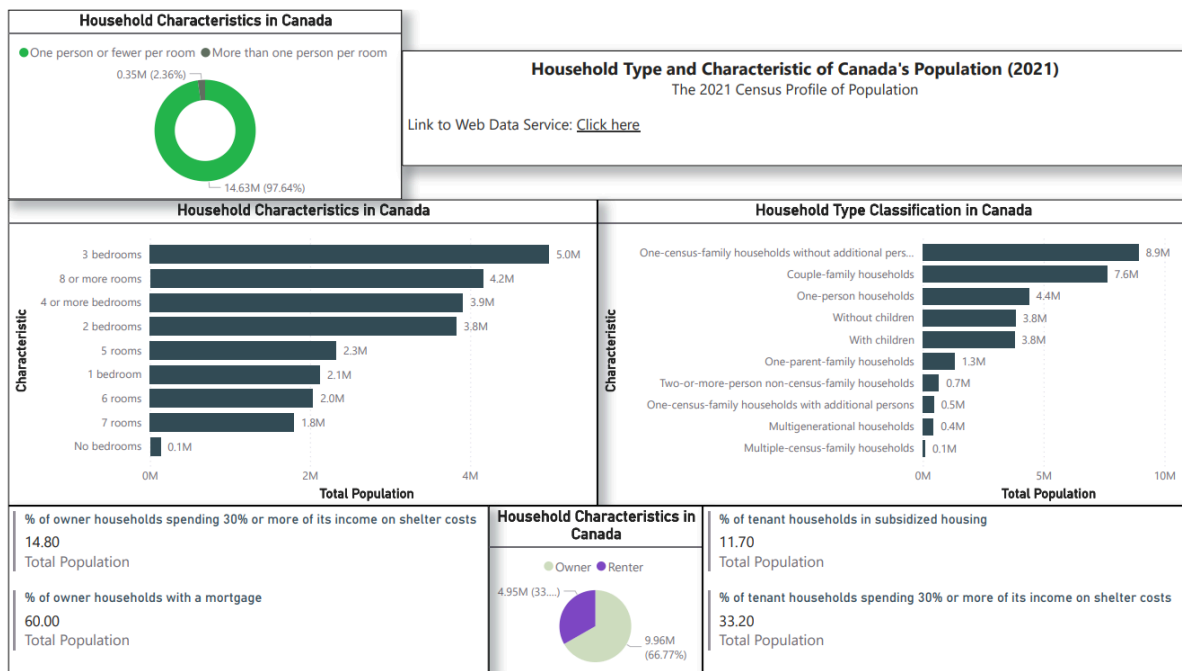 Household Characteristics in Canada
One person or fewer per room
More than one person per room
0.35M (2.36%)
14.63M (97.64%)
Household Type and Characteristic of Canada's Population (2021)
The 2021 Census Profile of Population
Link to Web Data Service: Click here
Household Characteristics in Canada
Characteristic
3 bedrooms 5.0M
8 or more rooms 4.2M
4 or more bedrooms 3.9M
2 bedrooms 3.8M
5 rooms 2.3M
1 bedroom 2.1M
6 rooms 2.0M
7 rooms 1.8M
No bedrooms 0.1M
0M 2M 4M
Total Population
Household Type Classification in Canada
Characteristic
One-census-family households without additional pers... 8.9M
Couple-family households 7.6M
One-person households 4.4M
Without children 3.8M
With children 3.8M
One-parent-family households 1.3M
Two-or-more-person non-census-family households 0.7M
One-census-family households with additional persons 0.5M
Multigenerational households 0.4M
Multiple-census-family households 0.1M
0M 5M 10M
Total Population
% of owner households spending 30% or more of its income on shelter costs
14.80
Total Population
% of owner households with a mortgage
60.00
Total Population
Household Characteristics in
Canada
Owner Renter
4.95M (33....)
9.96M
(66.77%)
% of tenant households in subsidized housing
11.70
Total Population
% of tenant households spending 30% or more of its income on shelter costs
33.20
Total Population